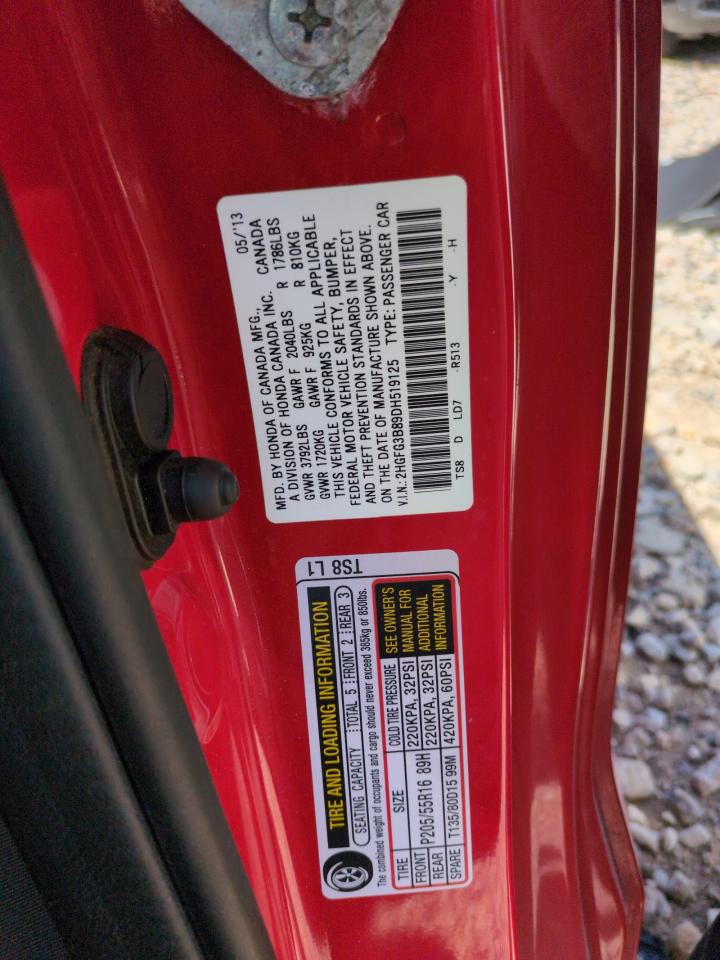 MFD. BY HONDA OF CANADA MFG., 05/'13
A DIVISION OF HONDA CANADA INC. CANADA
GVWR 3792LBS GAWR F 2040LBS R 1786LBS
GVWR 1720KG GAWR F 925KG R 810KG
THIS VEHICLE CONFORMS TO ALL APPLICABLE
FEDERAL MOTOR VEHICLE SAFETY, BUMPER,
AND THEFT PREVENTION STANDARDS IN EFFECT
ON THE DATE OF MANUFACTURE SHOWN ABOVE.
V.I.N.: 2HGFG3B89DH519125 TYPE: PASSENGER CAR
TS8 D LD7 -R513 -Y -H
TS8 L1
TIRE AND LOADING INFORMATION
SEATING CAPACITY TOTAL 5 FRONT 2 REAR 3
The combined weight of occupants and cargo should never exceed 385kg or 850lbs.
TIRE SIZE COLD TIRE PRESSURE SEE OWNER'S
FRONT P205/55R16 89H 220KPA, 32PSI MANUAL FOR
REAR 220KPA, 32PSI ADDITIONAL
SPARE T135/80D15 99M 420KPA, 60PSI INFORMATION